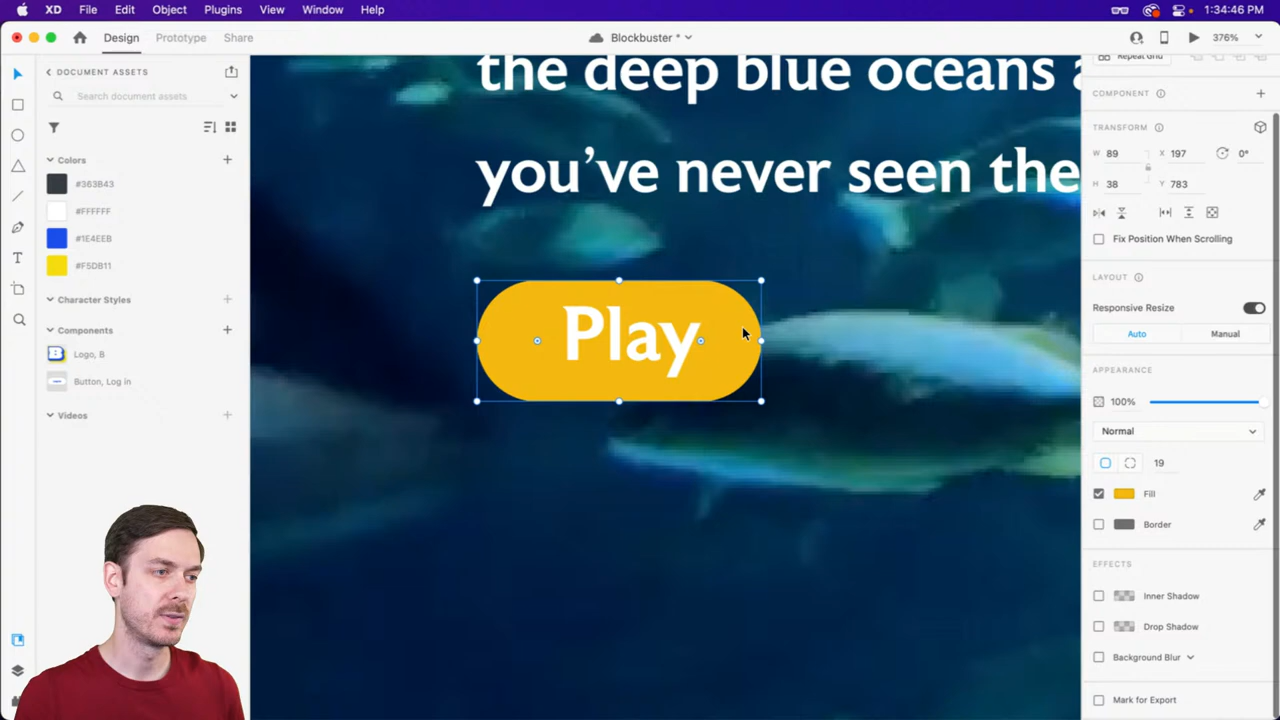 XD File Edit Object Plugins View Window Help 1:34:46 PM
Design Prototype Share Blockbuster * 376%
DOCUMENT ASSETS
Search document assets
Colors
#363B43
#FFFFFF
#1E4EEB
#F5DB11
Character Styles
Components
Logo, B
Button, Log in
Videos
the deep blue oceans a
you've never seen the
Play
Repeat Grid
COMPONENT
TRANSFORM
W 89 X 197 0°
H 38 Y 783
Fix Position When Scrolling
LAYOUT
Responsive Resize
Auto Manual
APPEARANCE
100%
Normal
19
Fill
Border
EFFECTS
Inner Shadow
Drop Shadow
Background Blur
Mark for Export